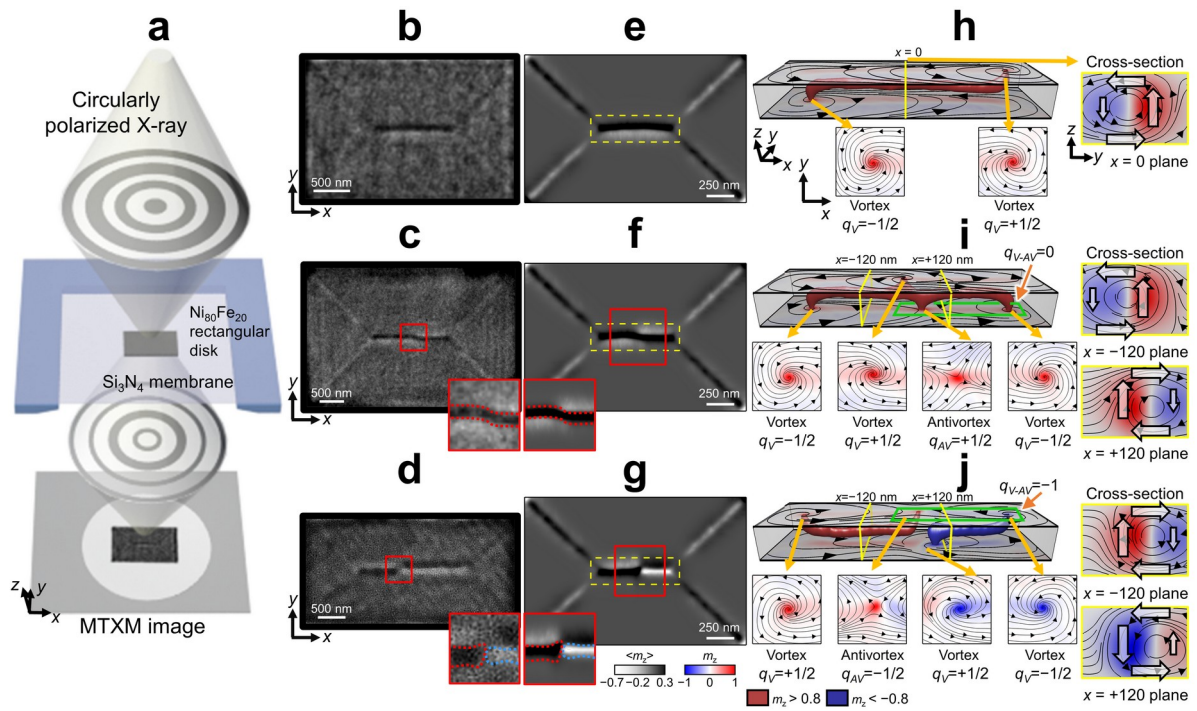 a
Circularly
polarized X-ray
Ni80Fe20
rectangular
disk
Si3N4 membrane
z
y
x
MTXM image
b
500 nm
y
x
e
250 nm
c
500 nm
y
x
f
250 nm
d
500 nm
y
x
g
250 nm
<mz>
−0.7 −0.2 0.3
mz
−1 0 1
h
x = 0
Cross-section
z
y
x
y
x
Vortex
qV=−1/2
Vortex
qV=+1/2
z
y
x = 0 plane
i
x=−120 nm
x=+120 nm
qV-AV=0
Cross-section
x = −120 plane
x = +120 plane
Vortex
qV=−1/2
Vortex
qV=+1/2
Antivortex
qAV=+1/2
Vortex
qV=−1/2
j
x=−120 nm
x=+120 nm
qV-AV=−1
Cross-section
x = −120 plane
x = +120 plane
Vortex
qV=+1/2
Antivortex
qAV=−1/2
Vortex
qV=+1/2
Vortex
qV=−1/2
mz > 0.8
mz < −0.8